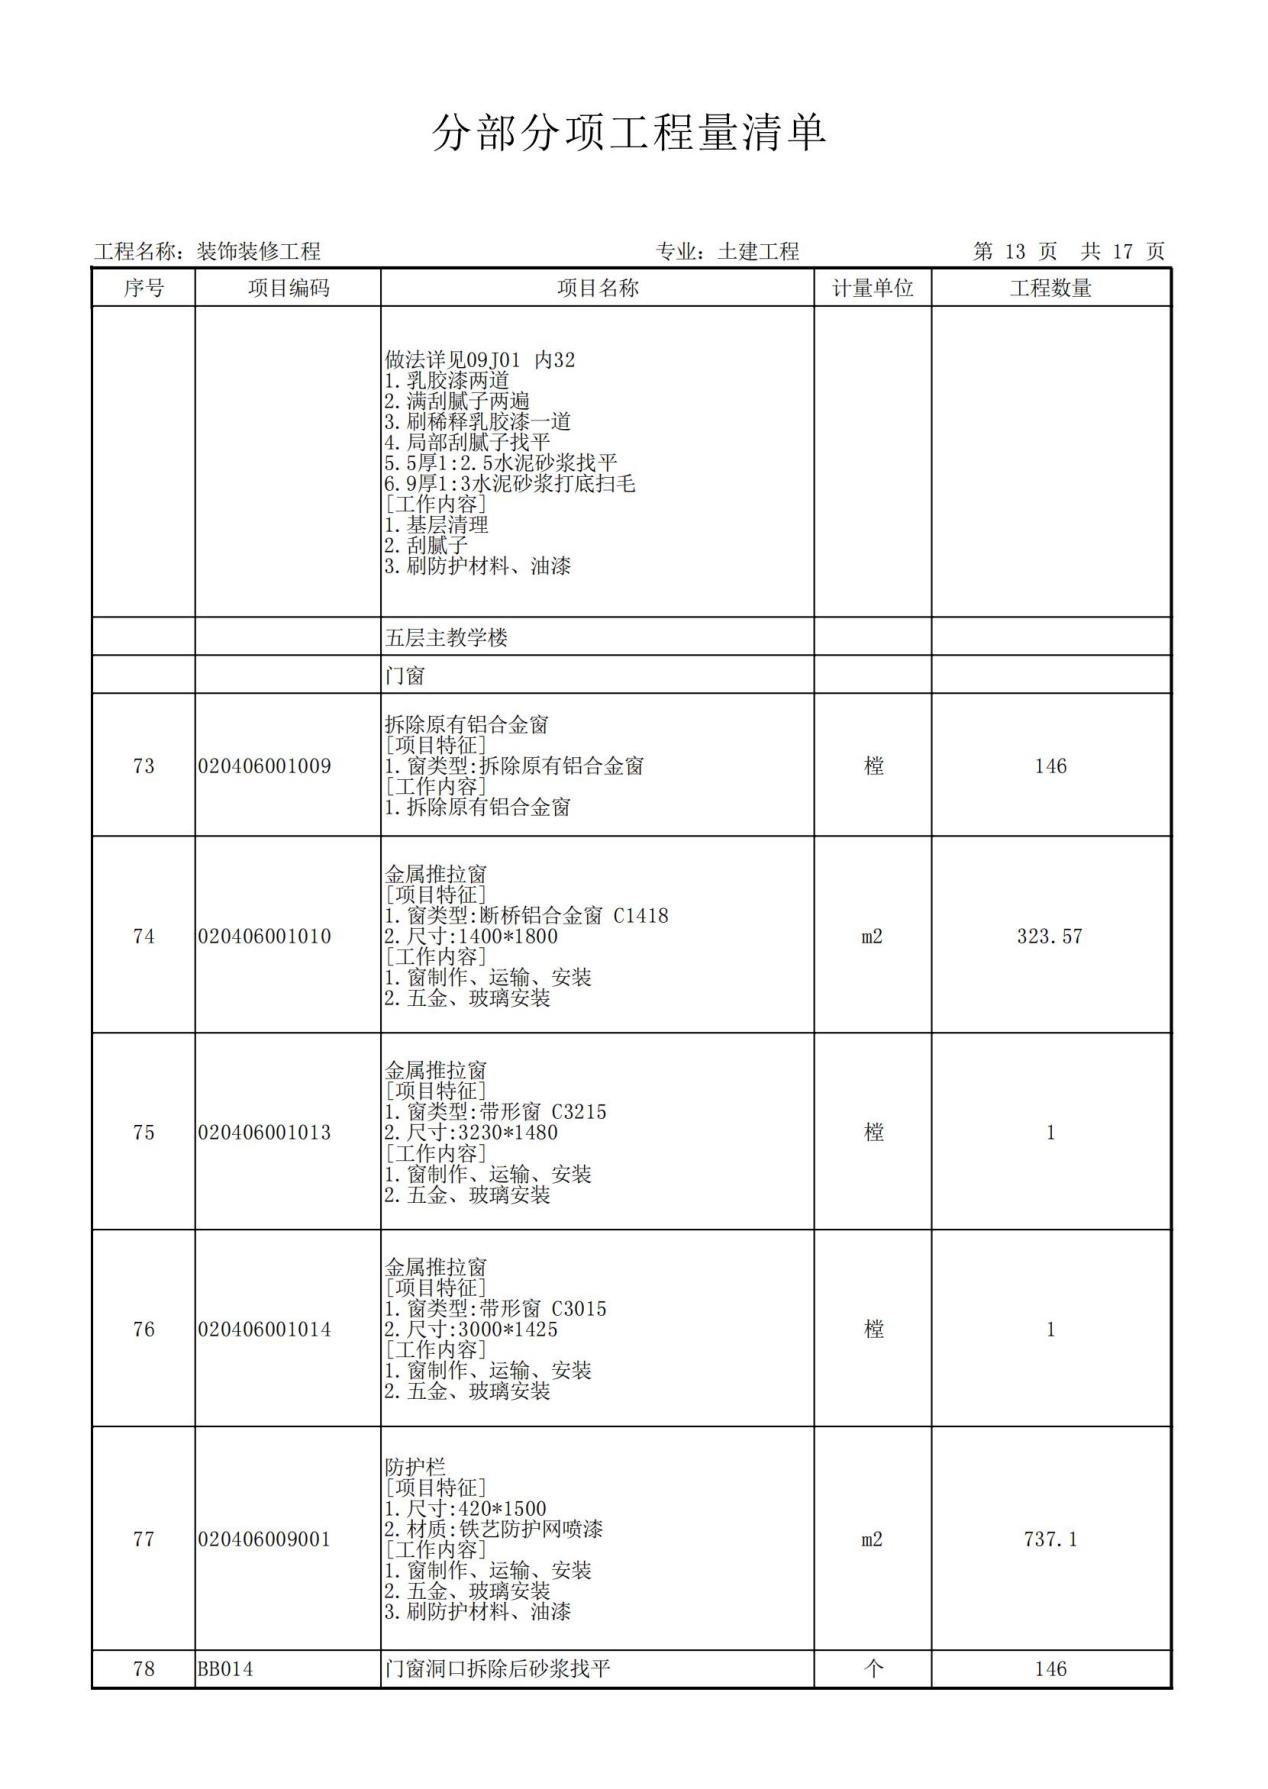 分部分项工程量清单
工程名称：装饰装修工程 专业：土建工程 第 13 页 共 17 页
序号 项目编码 项目名称 计量单位 工程数量
做法详见09J01 内32
1.乳胶漆两道
2.满刮腻子两遍
3.刷稀释乳胶漆一道
4.局部刮腻子找平
5.5厚1:2.5水泥砂浆找平
6.9厚1:3水泥砂浆打底扫毛
[工作内容]
1.基层清理
2.刮腻子
3.刷防护材料、油漆
五层主教学楼
门窗
拆除原有铝合金窗
[项目特征]
73 020406001009 1.窗类型:拆除原有铝合金窗 樘 146
[工作内容]
1.拆除原有铝合金窗
金属推拉窗
[项目特征]
1.窗类型:断桥铝合金窗 C1418
74 020406001010 2.尺寸:1400*1800 m2 323.57
[工作内容]
1.窗制作、运输、安装
2.五金、玻璃安装
金属推拉窗
[项目特征]
1.窗类型:带形窗 C3215
75 020406001013 2.尺寸:3230*1480 樘 1
[工作内容]
1.窗制作、运输、安装
2.五金、玻璃安装
金属推拉窗
[项目特征]
1.窗类型:带形窗 C3015
76 020406001014 2.尺寸:3000*1425 樘 1
[工作内容]
1.窗制作、运输、安装
2.五金、玻璃安装
防护栏
[项目特征]
1.尺寸:420*1500
2.材质:铁艺防护网喷漆
77 020406009001 [工作内容] m2 737.1
1.窗制作、运输、安装
2.五金、玻璃安装
3.刷防护材料、油漆
78 BB014 门窗洞口拆除后砂浆找平 个 146